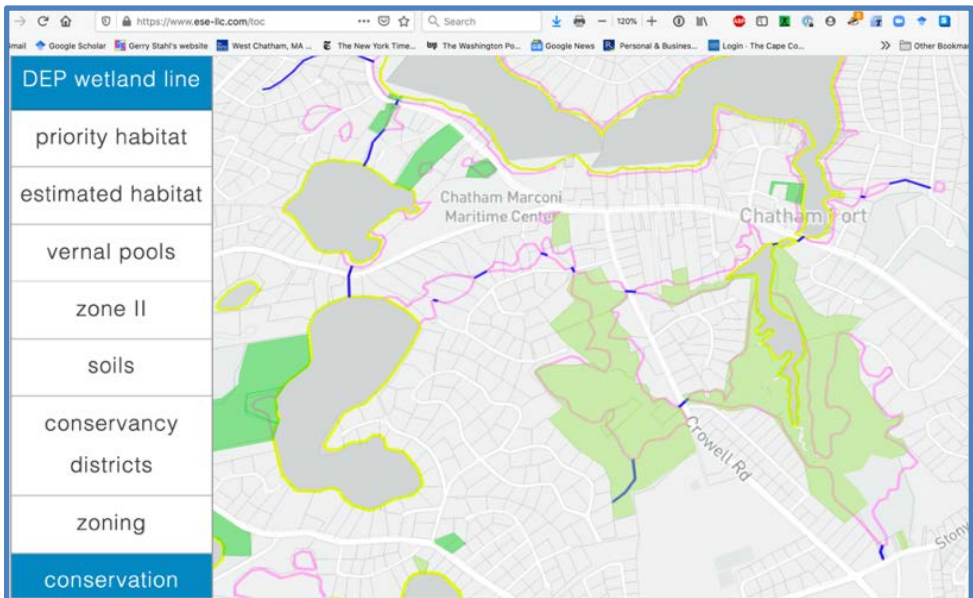 https://www.ese-llc.com/toc
Search
120%
Gmail Google Scholar Gerry Stahl's website West Chatham, MA ... The New York Time... The Washington Po... Google News Personal & Busines... Login - The Cape Co... Other Bookmar
DEP wetland line
priority habitat
estimated habitat
vernal pools
zone II
soils
conservancy
districts
zoning
conservation
Chatham Marconi
Maritime Center
Chatham Port
Crowell Rd
Stony